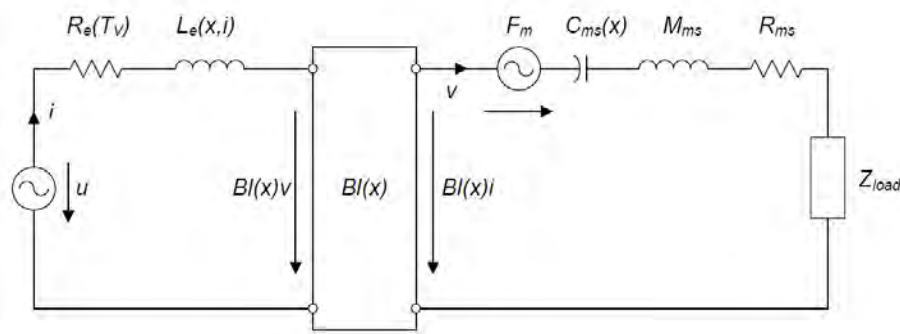 Re(Tv) Le(x,i) Fm Cms(x) Mms Rms
v
i
u Bl(x)v Bl(x) Bl(x)i Zload